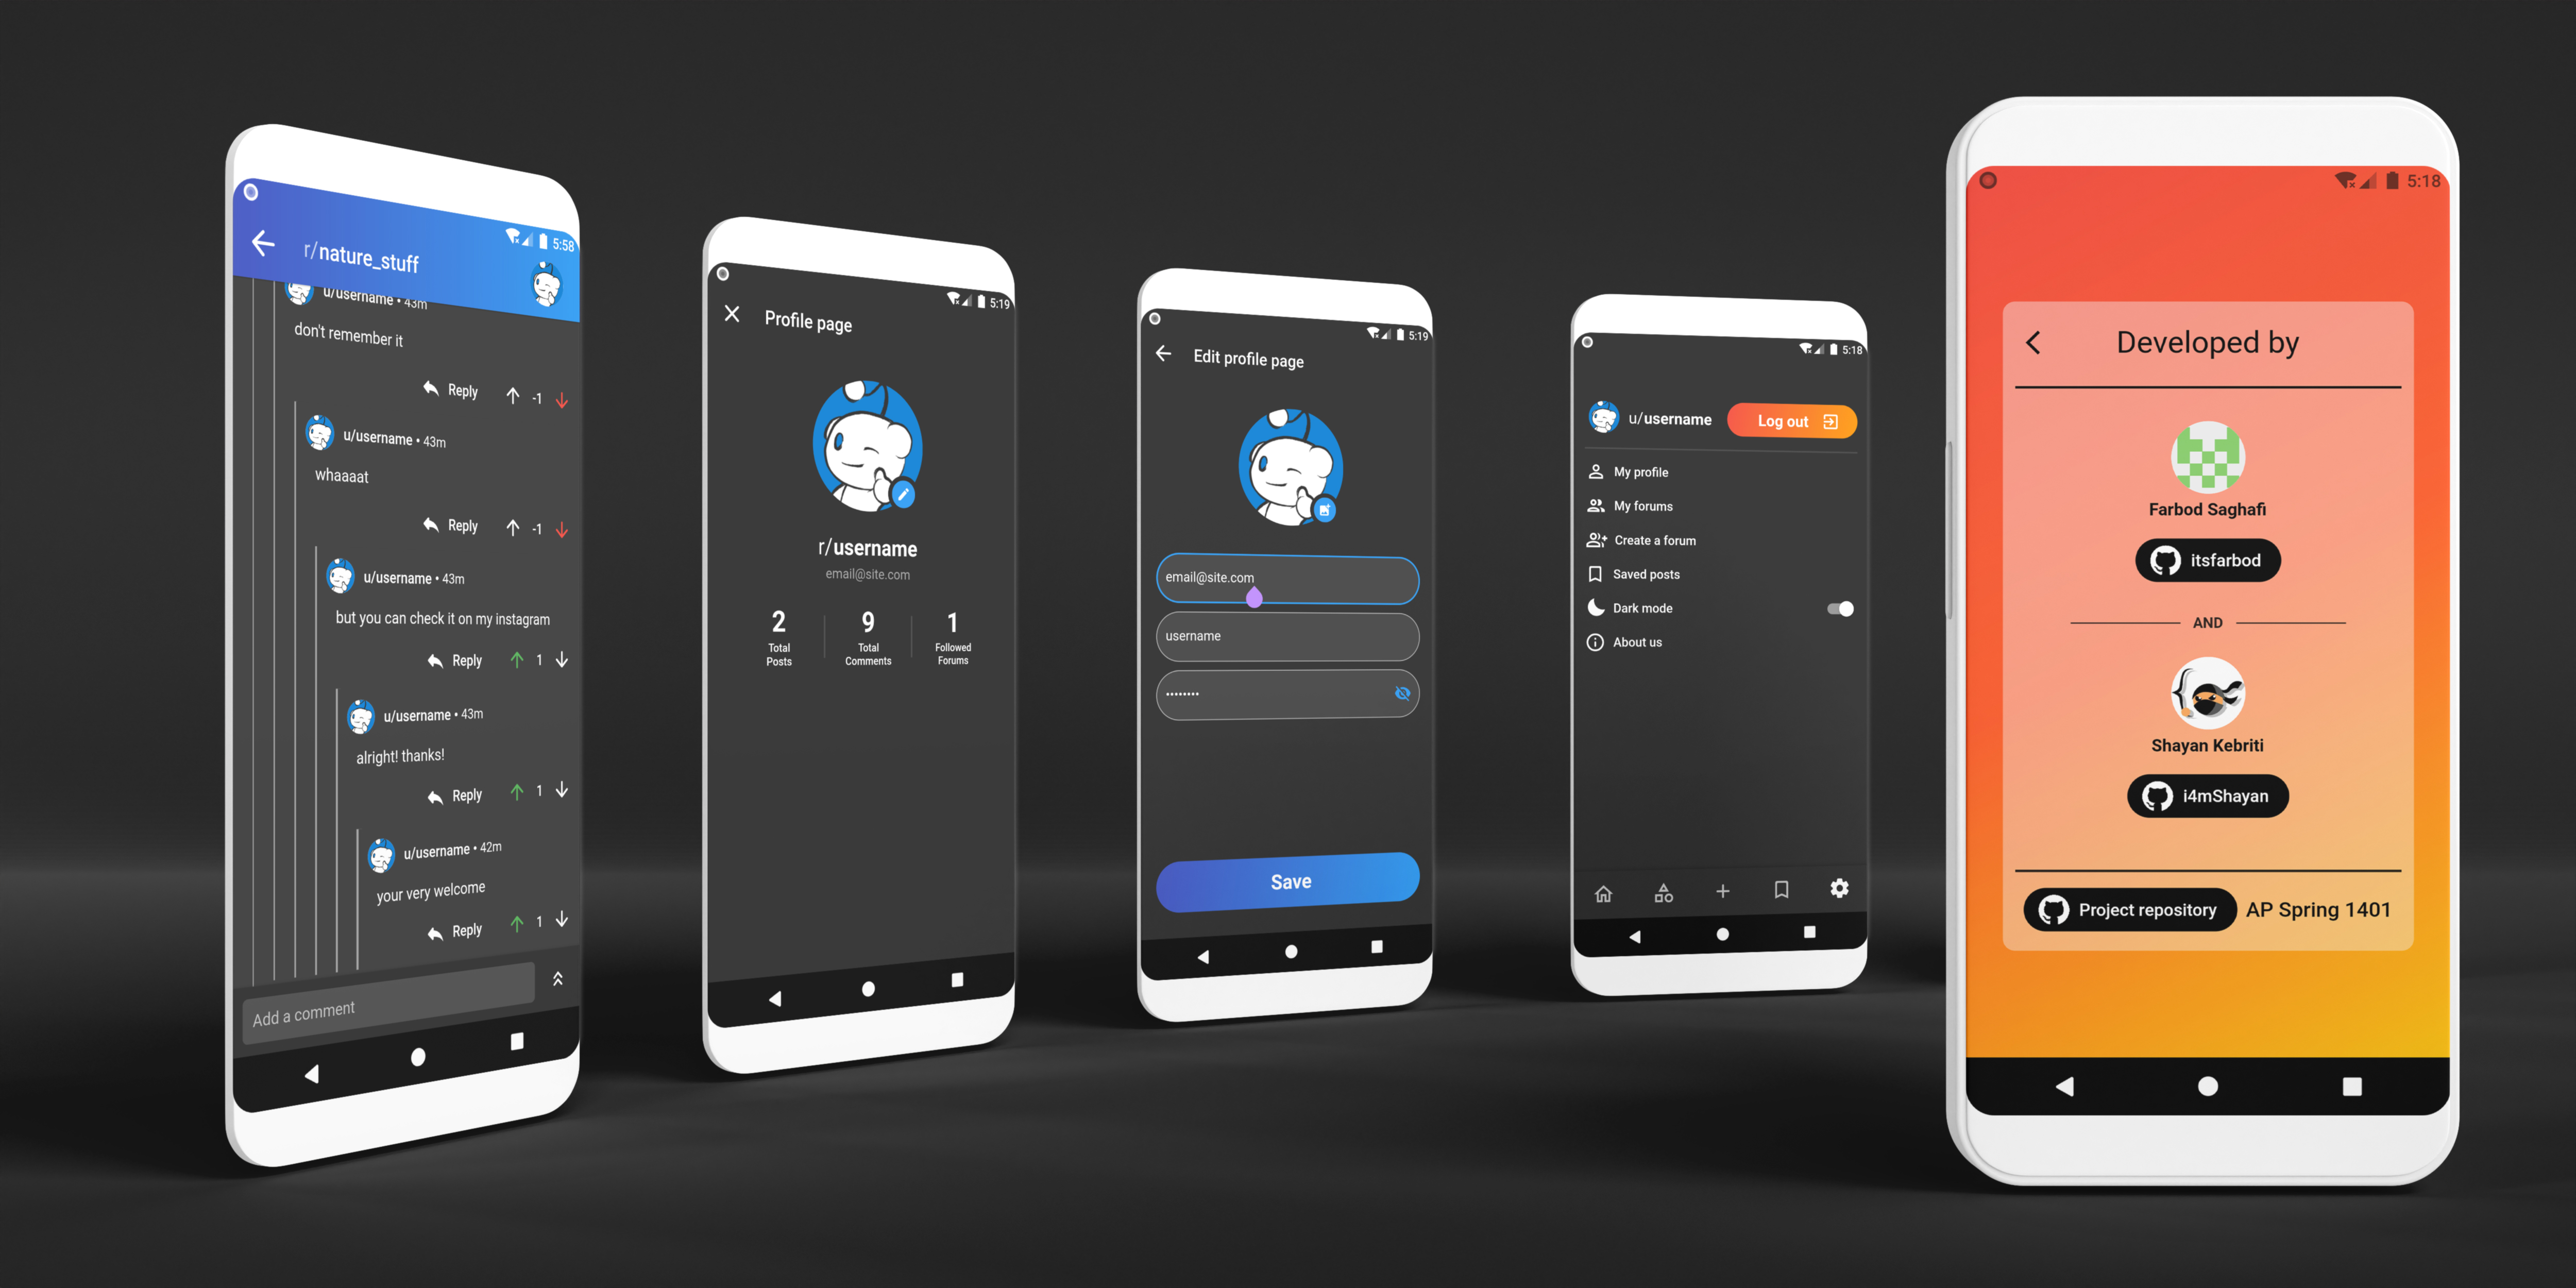 5:58
r/nature_stuff
u/username • 43m
don't remember it
Reply
-1
u/username • 43m
whaaaat
Reply
-1
u/username • 43m
but you can check it on my instagram
Reply
1
u/username • 43m
alright! thanks!
Reply
1
u/username • 42m
your very welcome
Reply
1
Add a comment
5:19
Profile page
r/username
email@site.com
2
Total
Posts
9
Total
Comments
1
Followed
Forums
5:19
Edit profile page
email@site.com
username
••••••••
Save
5:18
u/username
Log out
My profile
My forums
Create a forum
Saved posts
Dark mode
About us
5:18
Developed by
Farbod Saghafi
itsfarbod
AND
Shayan Kebriti
i4mShayan
Project repository
AP Spring 1401